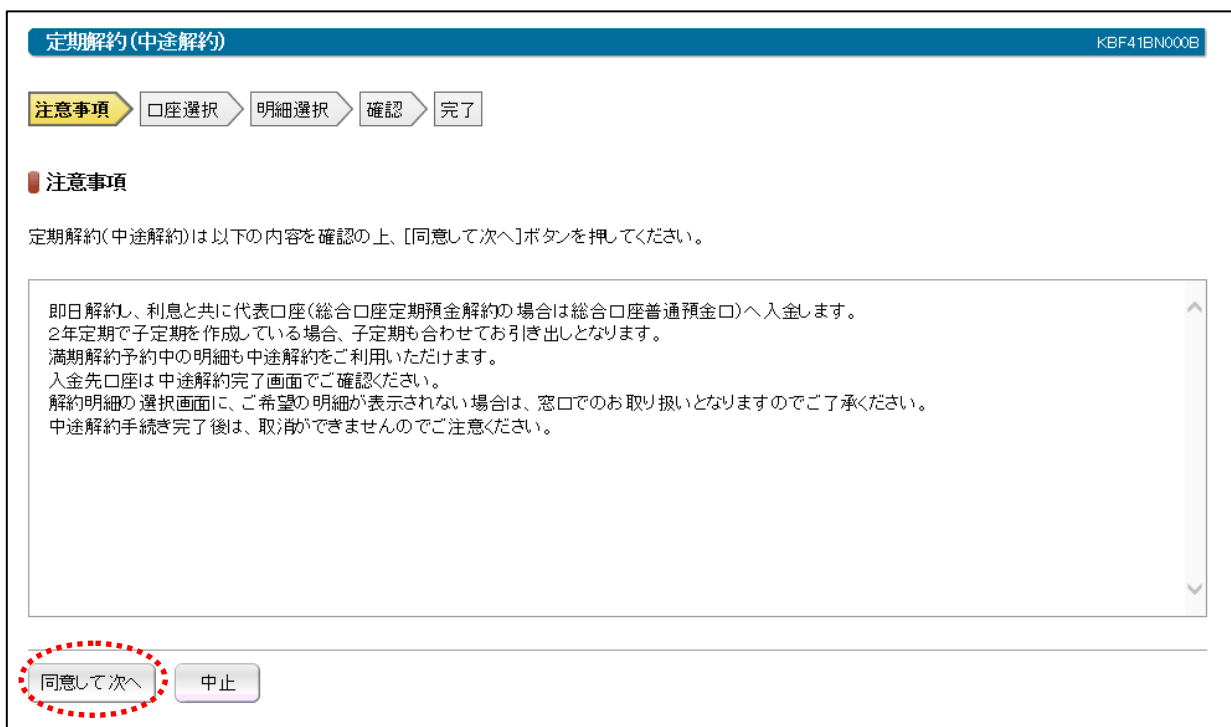 定期解約(中途解約)
KBF41BN000B
注意事項 口座選択 明細選択 確認 完了
注意事項
定期解約(中途解約)は以下の内容を確認の上、[同意して次へ]ボタンを押してください。
即日解約し、利息と共に代表口座(総合口座定期預金解約の場合は総合口座普通預金口)へ入金します。
2年定期で子定期を作成している場合、子定期も合わせてお引き出しとなります。
満期解約予約中の明細も中途解約をご利用いただけます。
入金先口座は中途解約完了画面でご確認ください。
解約明細の選択画面に、ご希望の明細が表示されない場合は、窓口でのお取り扱いとなりますのでご了承ください。
中途解約手続き完了後は、取消ができませんのでご注意ください。
同意して次へ 中止